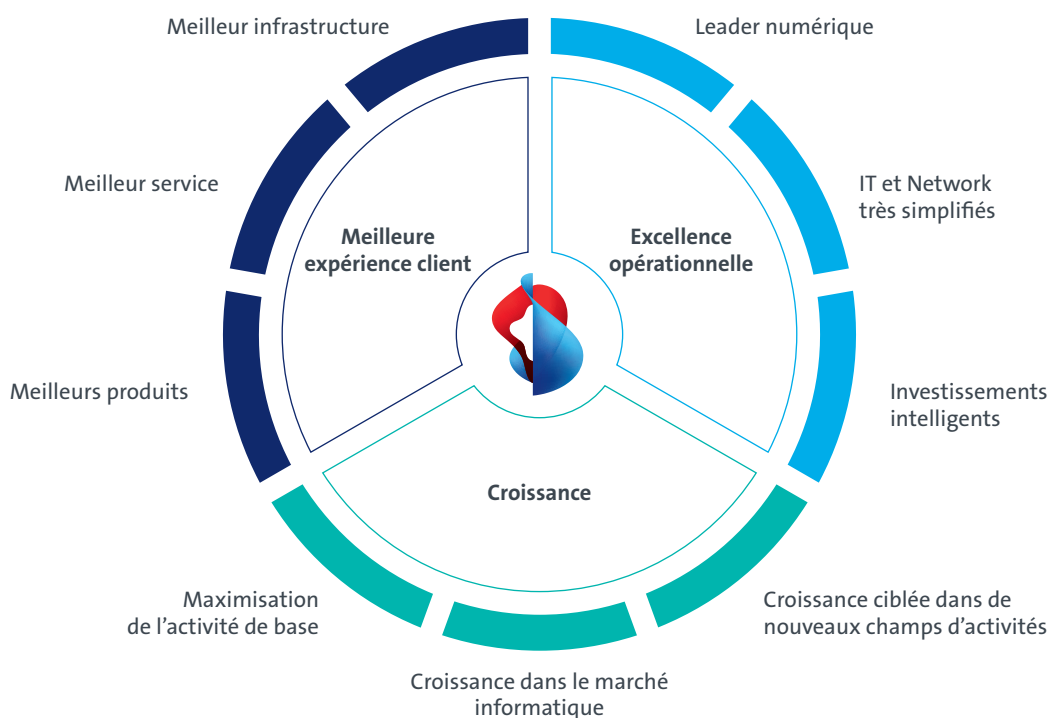 Meilleur infrastructure
Leader numérique
Meilleur service
IT et Network
très simplifiés
Meilleure
expérience client
Excellence
opérationnelle
Meilleurs produits
Investissements
intelligents
Croissance
Maximisation
de l’activité de base
Croissance ciblée dans de
nouveaux champs d’activités
Croissance dans le marché
informatique